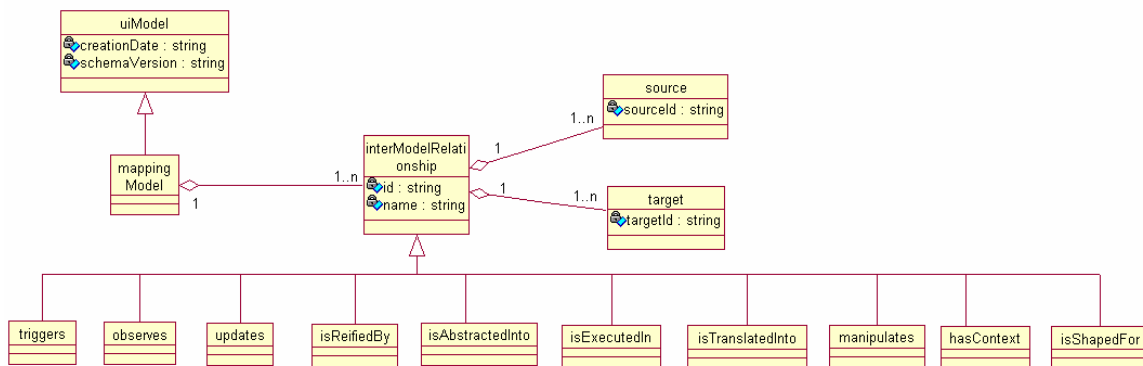 uiModel
creationDate : string
schemaVersion : string
source
sourceId : string
1..n
1
interModelRelati
onship
id : string
name : string
mapping
Model
1..n
1
1
1..n
target
targetId : string
triggers
observes
updates
isReifiedBy
isAbstractedInto
isExecutedIn
isTranslatedInto
manipulates
hasContext
isShapedFor